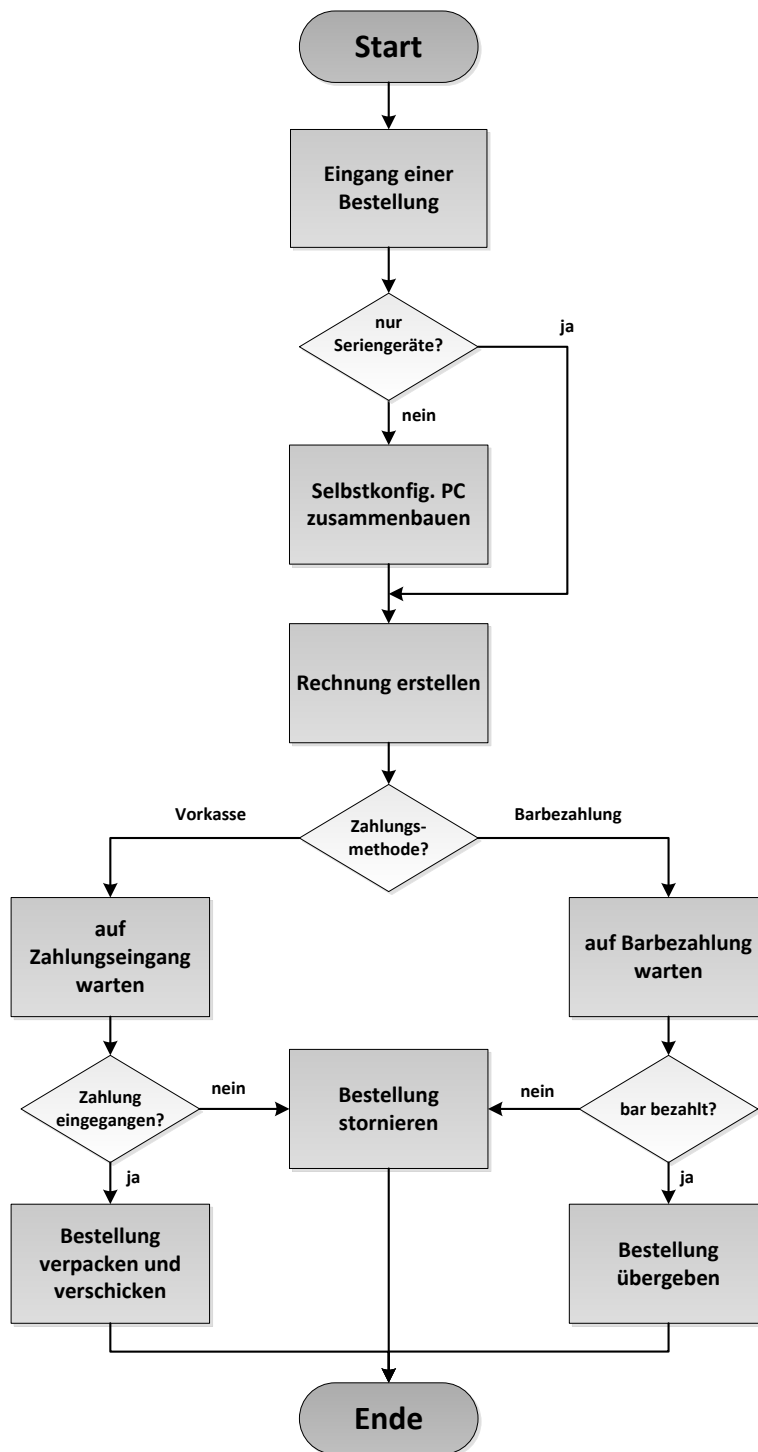 Start
Eingang einer
Bestellung
nur
Seriengeräte?
ja
nein
Selbstkonfig. PC
zusammenbauen
Rechnung erstellen
Vorkasse
Zahlungs-
methode?
Barbezahlung
auf
Zahlungseingang
warten
auf Barbezahlung
warten
Zahlung
eingegangen?
nein
Bestellung
stornieren
nein
bar bezahlt?
ja
ja
Bestellung
verpacken und
verschicken
Bestellung
übergeben
Ende